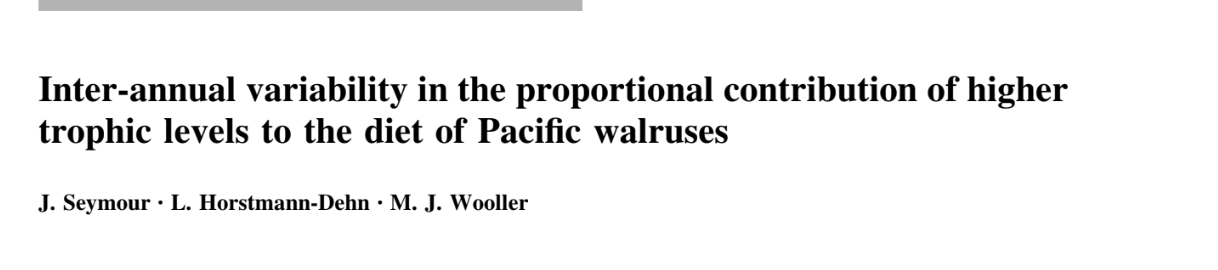 Inter-annual variability in the proportional contribution of higher
trophic levels to the diet of Pacific walruses
J. Seymour · L. Horstmann-Dehn · M. J. Wooller